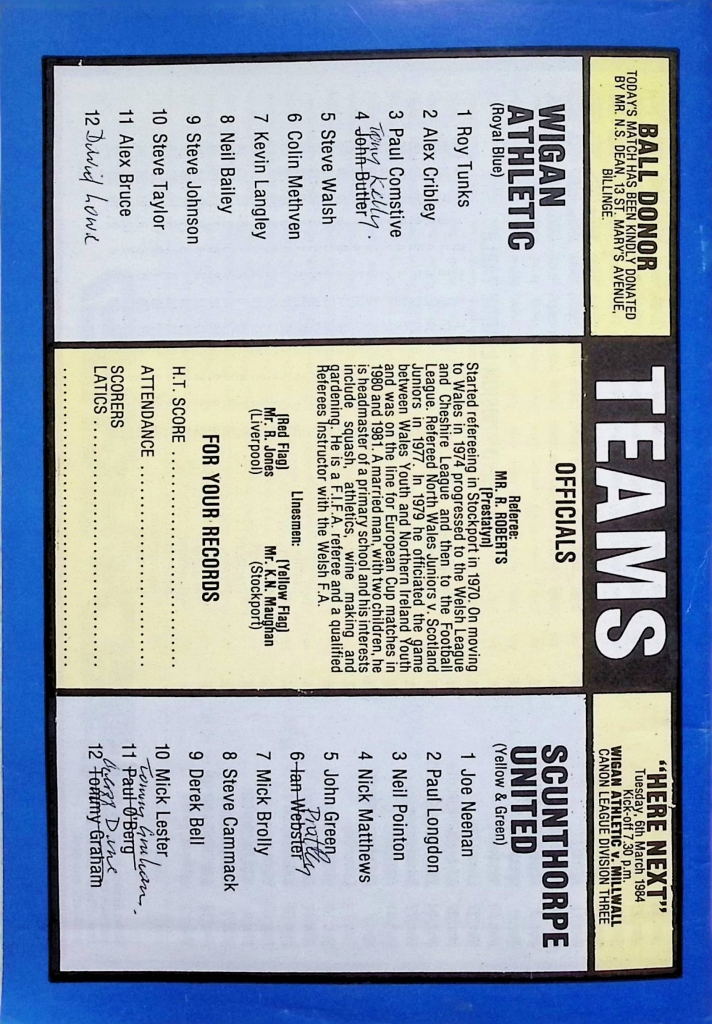 BALL DONOR
TODAY'S MATCH HAS BEEN KINDLY DONATED
BY MR. N.S. DEAN, 13 ST. MARY'S AVENUE,
BILLINGE.
TEAMS
"HERE NEXT"
Tuesday, 6th March 1984
Kick-off 7.30 p.m.
WIGAN ATHLETIC v. MILLWALL
CANON LEAGUE DIVISION THREE
WIGAN
ATHLETIC
(Royal Blue)
1 Roy Tunks
2 Alex Cribley
3 Paul Comstive
Tony Kelly.
4 John Butler
5 Steve Walsh
6 Colin Methven
7 Kevin Langley
8 Neil Bailey
9 Steve Johnson
10 Steve Taylor
11 Alex Bruce
12 David Lowe
OFFICIALS
Referee:
MR. R. ROBERTS
(Prestatyn)
Started refereeing in Stockport in 1970. On moving
to Wales in 1974 progressed to the Welsh League
and Cheshire League and then to the Football
League. Refereed North Wales Juniors v. Scotland
Juniors in 1977. In 1979 he officiated the game
between Wales Youth and Northern Ireland Youth
and was on the line for European Cup matches in
1980 and 1981. A married man, with two children, he
is headmaster of a primary school and his interests
include squash, athletics, wine making and
gardening. He is a F.I.F.A. referee and a qualified
Referees Instructor with the Welsh F.A.
Linesmen:
(Red Flag) (Yellow Flag)
Mr. R. Jones Mr. K.N. Maughan
(Liverpool) (Stockport)
FOR YOUR RECORDS
H.T. SCORE
ATTENDANCE
SCORERS
LATICS
SCUNTHORPE
UNITED
(Yellow & Green)
1 Joe Neenan
2 Paul Longdon
3 Neil Pointon
4 Nick Matthews
5 John Green
6 Ian Webster
7 Mick Brolly
8 Steve Cammack
9 Derek Bell
10 Mick Lester
Tommy Graham.
11 Paul O'Berg
12 Tommy Graham